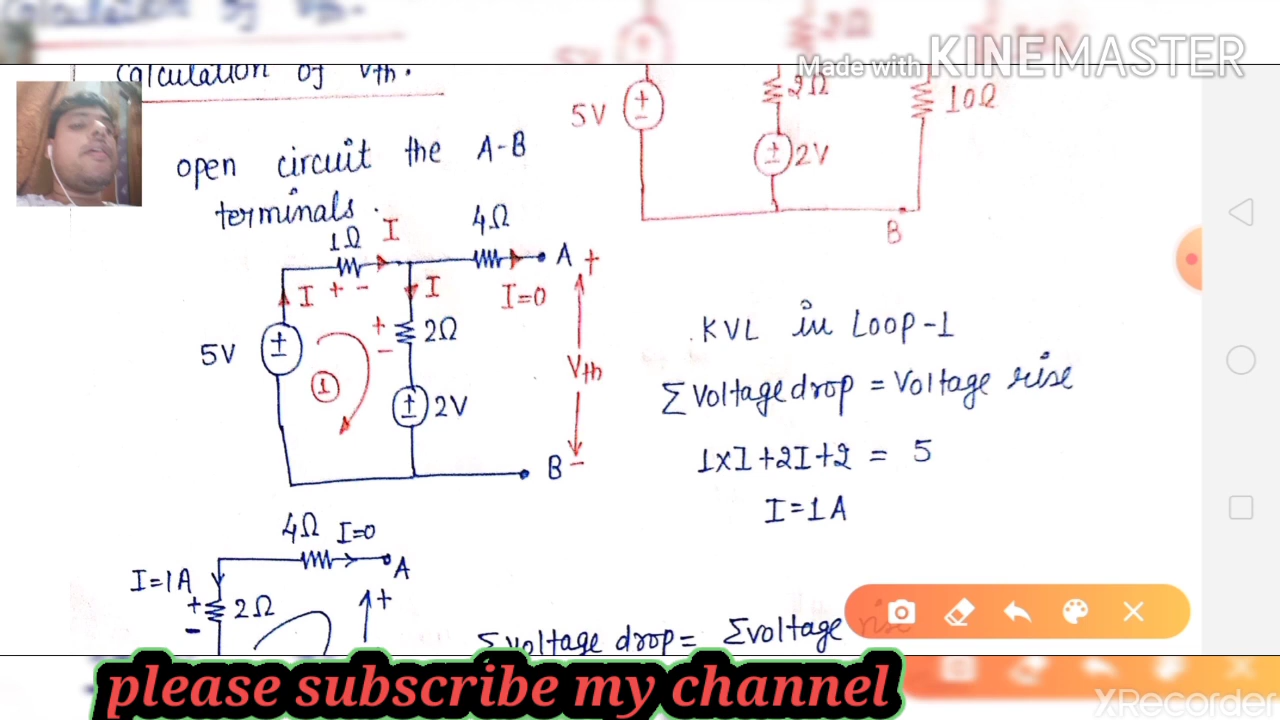 Made with KINEMASTER
Calculation of Vth.
5V
2Ω
10Ω
2V
B
open circuit the A-B
terminals.
1Ω
I
4Ω
A +
I + -
I
I=0
+
-
2Ω
5V
1
Vth
2V
B -
KVL in Loop-1
Σ Voltage drop = Voltage rise
1×I+2I+2 = 5
I=1A
4Ω I=0
A
I=1A
+
-
2Ω
+
Σ voltage drop = Σ voltage rise
please subscribe my channel
XRecorder